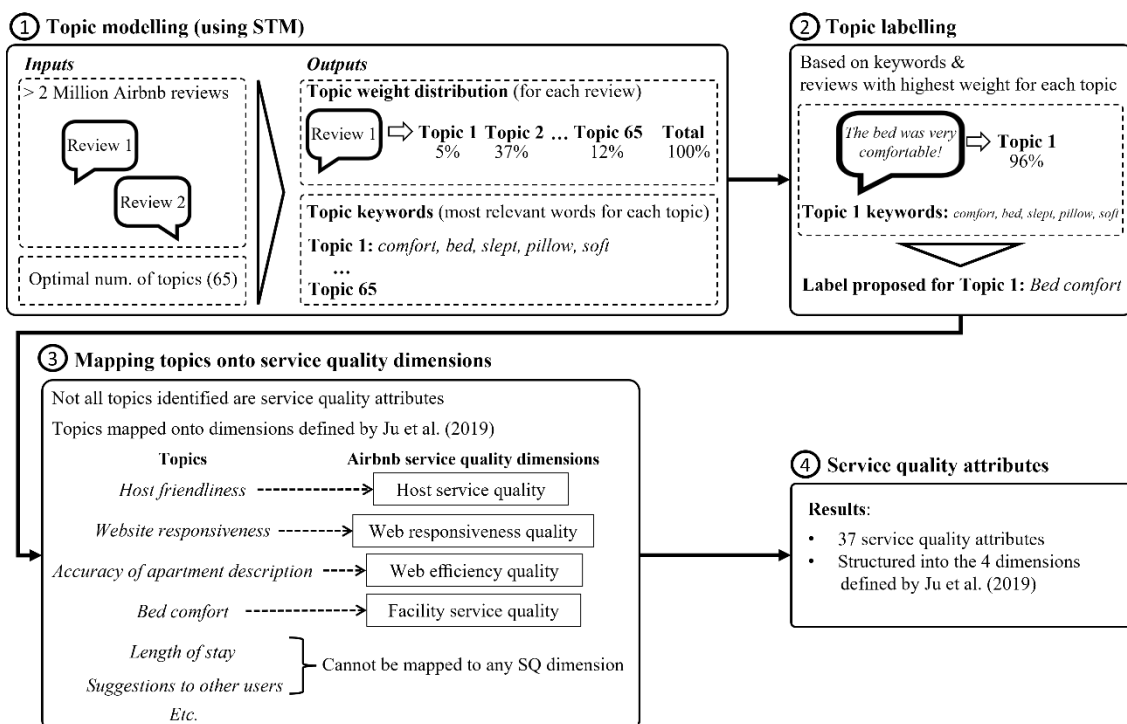 1 Topic modelling (using STM)
Inputs
> 2 Million Airbnb reviews
Review 1
Review 2
Optimal num. of topics (65)
Outputs
Topic weight distribution (for each review)
Review 1 Topic 1 Topic 2 … Topic 65 Total
5% 37% 12% 100%
Topic keywords (most relevant words for each topic)
Topic 1: comfort, bed, slept, pillow, soft
...
Topic 65
2 Topic labelling
Based on keywords &
reviews with highest weight for each topic
The bed was very
comfortable!
Topic 1
96%
Topic 1 keywords: comfort, bed, slept, pillow, soft
Label proposed for Topic 1: Bed comfort
3 Mapping topics onto service quality dimensions
Not all topics identified are service quality attributes
Topics mapped onto dimensions defined by Ju et al. (2019)
Topics Airbnb service quality dimensions
Host friendliness Host service quality
Website responsiveness Web responsiveness quality
Accuracy of apartment description Web efficiency quality
Bed comfort Facility service quality
Length of stay
Cannot be mapped to any SQ dimension
Suggestions to other users
Etc.
4 Service quality attributes
Results:
• 37 service quality attributes
• Structured into the 4 dimensions
defined by Ju et al. (2019)